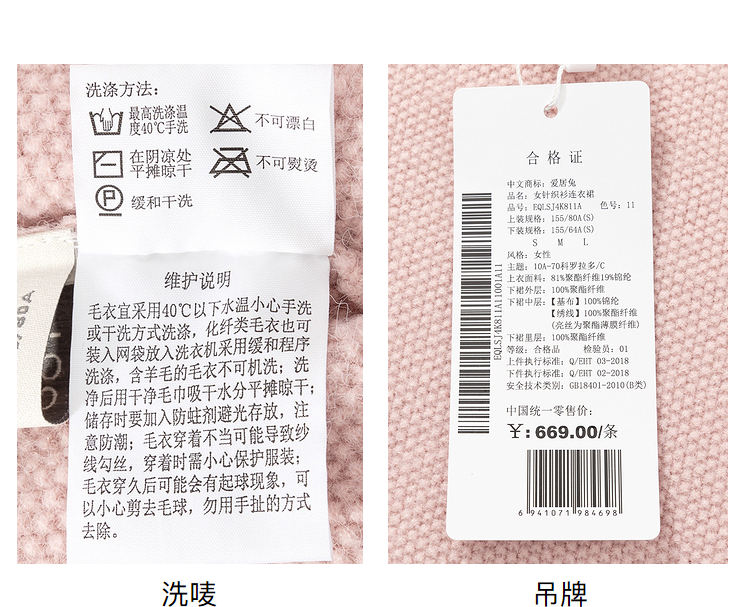 洗涤方法:
最高洗涤温
度40℃手洗
不可漂白
在阴凉处
平摊晾干
不可熨烫
P
缓和干洗
维护说明
毛衣宜采用40℃以下水温小心手洗
或干洗方式洗涤，化纤类毛衣也可
装入网袋放入洗衣机采用缓和程序
洗涤，含羊毛的毛衣不可机洗；洗
净后用干净毛巾吸干水分平摊晾干；
储存时要加入防蛀剂避光存放，注
意防潮；毛衣穿着不当可能导致纱
线勾丝，穿着时需小心保护服装；
毛衣穿久后可能会有起球现象，可
以小心剪去毛球，勿用手扯的方式
去除。
洗唛
合格证
中文商标：爱居兔
品名：女针织衫连衣裙
品号：EQLSJ4K811A 色号：11
上装规格：155/80A(S)
下装规格：155/64A(S)
S M L
风格：女性
主题：10A-70科罗拉多/C
上衣面料：81%聚酯纤维19%锦纶
下裙外层：100%聚酯纤维
下裙中层：【基布】100%锦纶
【绣线】100%聚酯纤维
(亮丝为聚酯薄膜纤维)
下裙里层：100%聚酯纤维
等级：合格品 检验员：01
上件执行标准：Q/EHT 03-2018
下件执行标准：Q/EHT 02-2018
安全技术类别：GB18401-2010(B类)
中国统一零售价：
￥:669.00/条
EQLSJ4K811A11001A11
6 941071 984698
吊牌